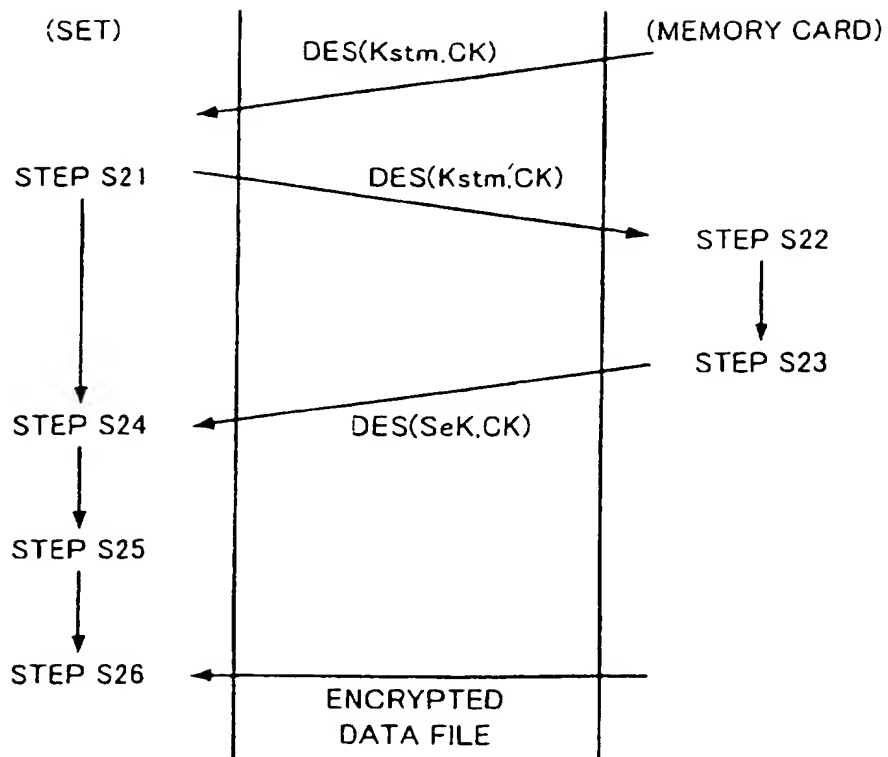 (SET)
(MEMORY CARD)
DES(Kstm,CK)
STEP S21
DES(Kstm',CK)
STEP S22
STEP S23
STEP S24
DES(SeK,CK)
STEP S25
STEP S26
ENCRYPTED
DATA FILE